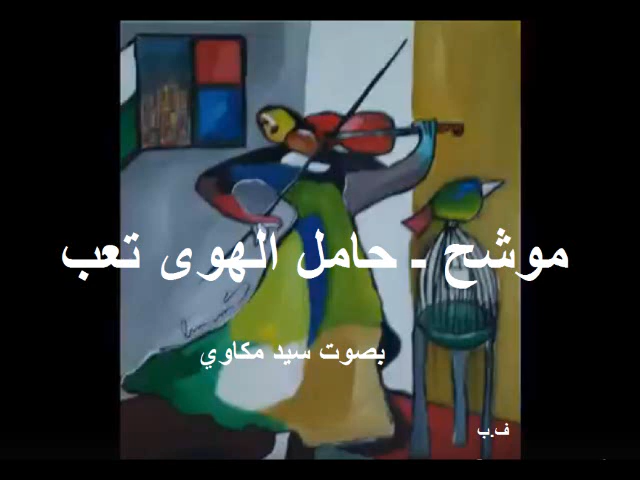 موشح ـ حامل الهوى تعب
بصوت سيد مكاوي
ف.ب